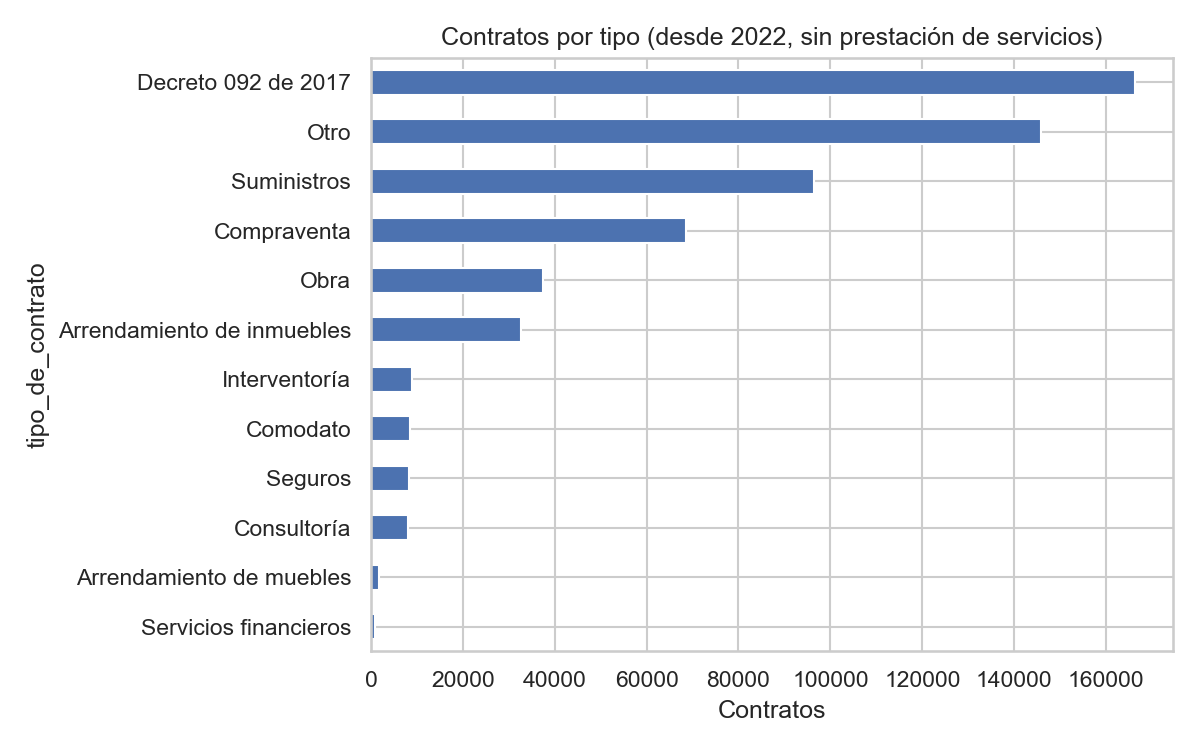 Contratos por tipo (desde 2022, sin prestación de servicios)
Decreto 092 de 2017
Otro
Suministros
Compraventa
Obra
Arrendamiento de inmuebles
Interventoría
Comodato
Seguros
Consultoría
Arrendamiento de muebles
Servicios financieros
tipo_de_contrato
0 20000 40000 60000 80000 100000 120000 140000 160000
Contratos